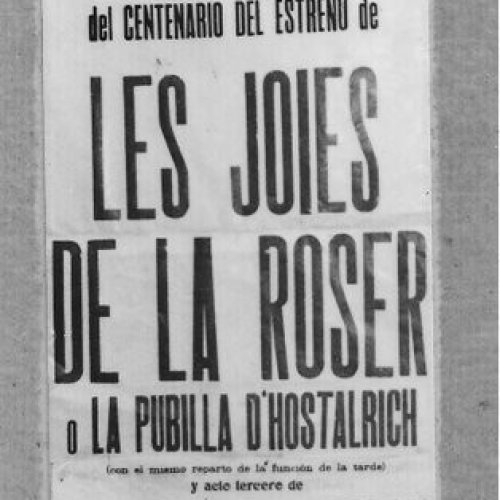 del CENTENARIO DEL ESTRENO de
LES JOIES
DE LA ROSER
o LA PUBILLA D'HOSTALRICH
(con el mismo reparto de la función de la tarde)
y acto tercero de